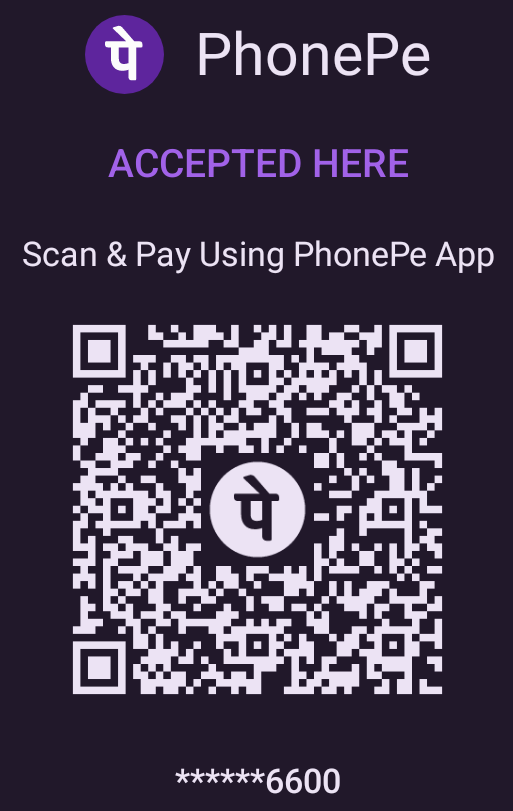 पे PhonePe
ACCEPTED HERE
Scan & Pay Using PhonePe App
पे
******6600